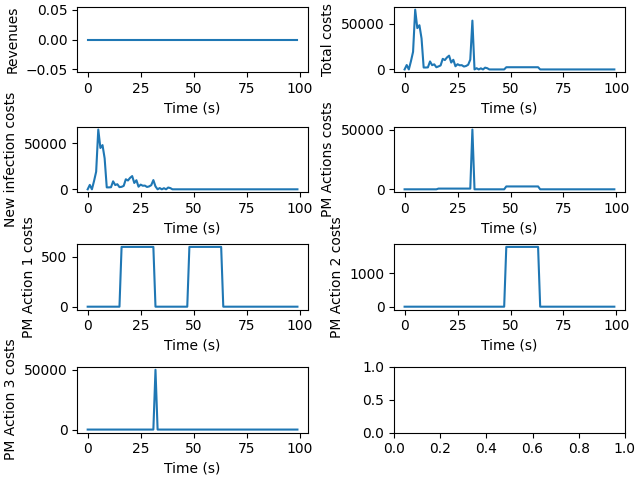 Revenues
0.05
0.00
−0.05
0 25 50 75 100
Time (s)
Total costs
50000
0
0 25 50 75 100
Time (s)
New infection costs
50000
0
0 25 50 75 100
Time (s)
PM Actions costs
50000
0
0 25 50 75 100
Time (s)
PM Action 1 costs
500
0
0 25 50 75 100
Time (s)
PM Action 2 costs
1000
0
0 25 50 75 100
Time (s)
PM Action 3 costs
50000
0
0 25 50 75 100
Time (s)
1.0
0.5
0.0
0.0 0.2 0.4 0.6 0.8 1.0